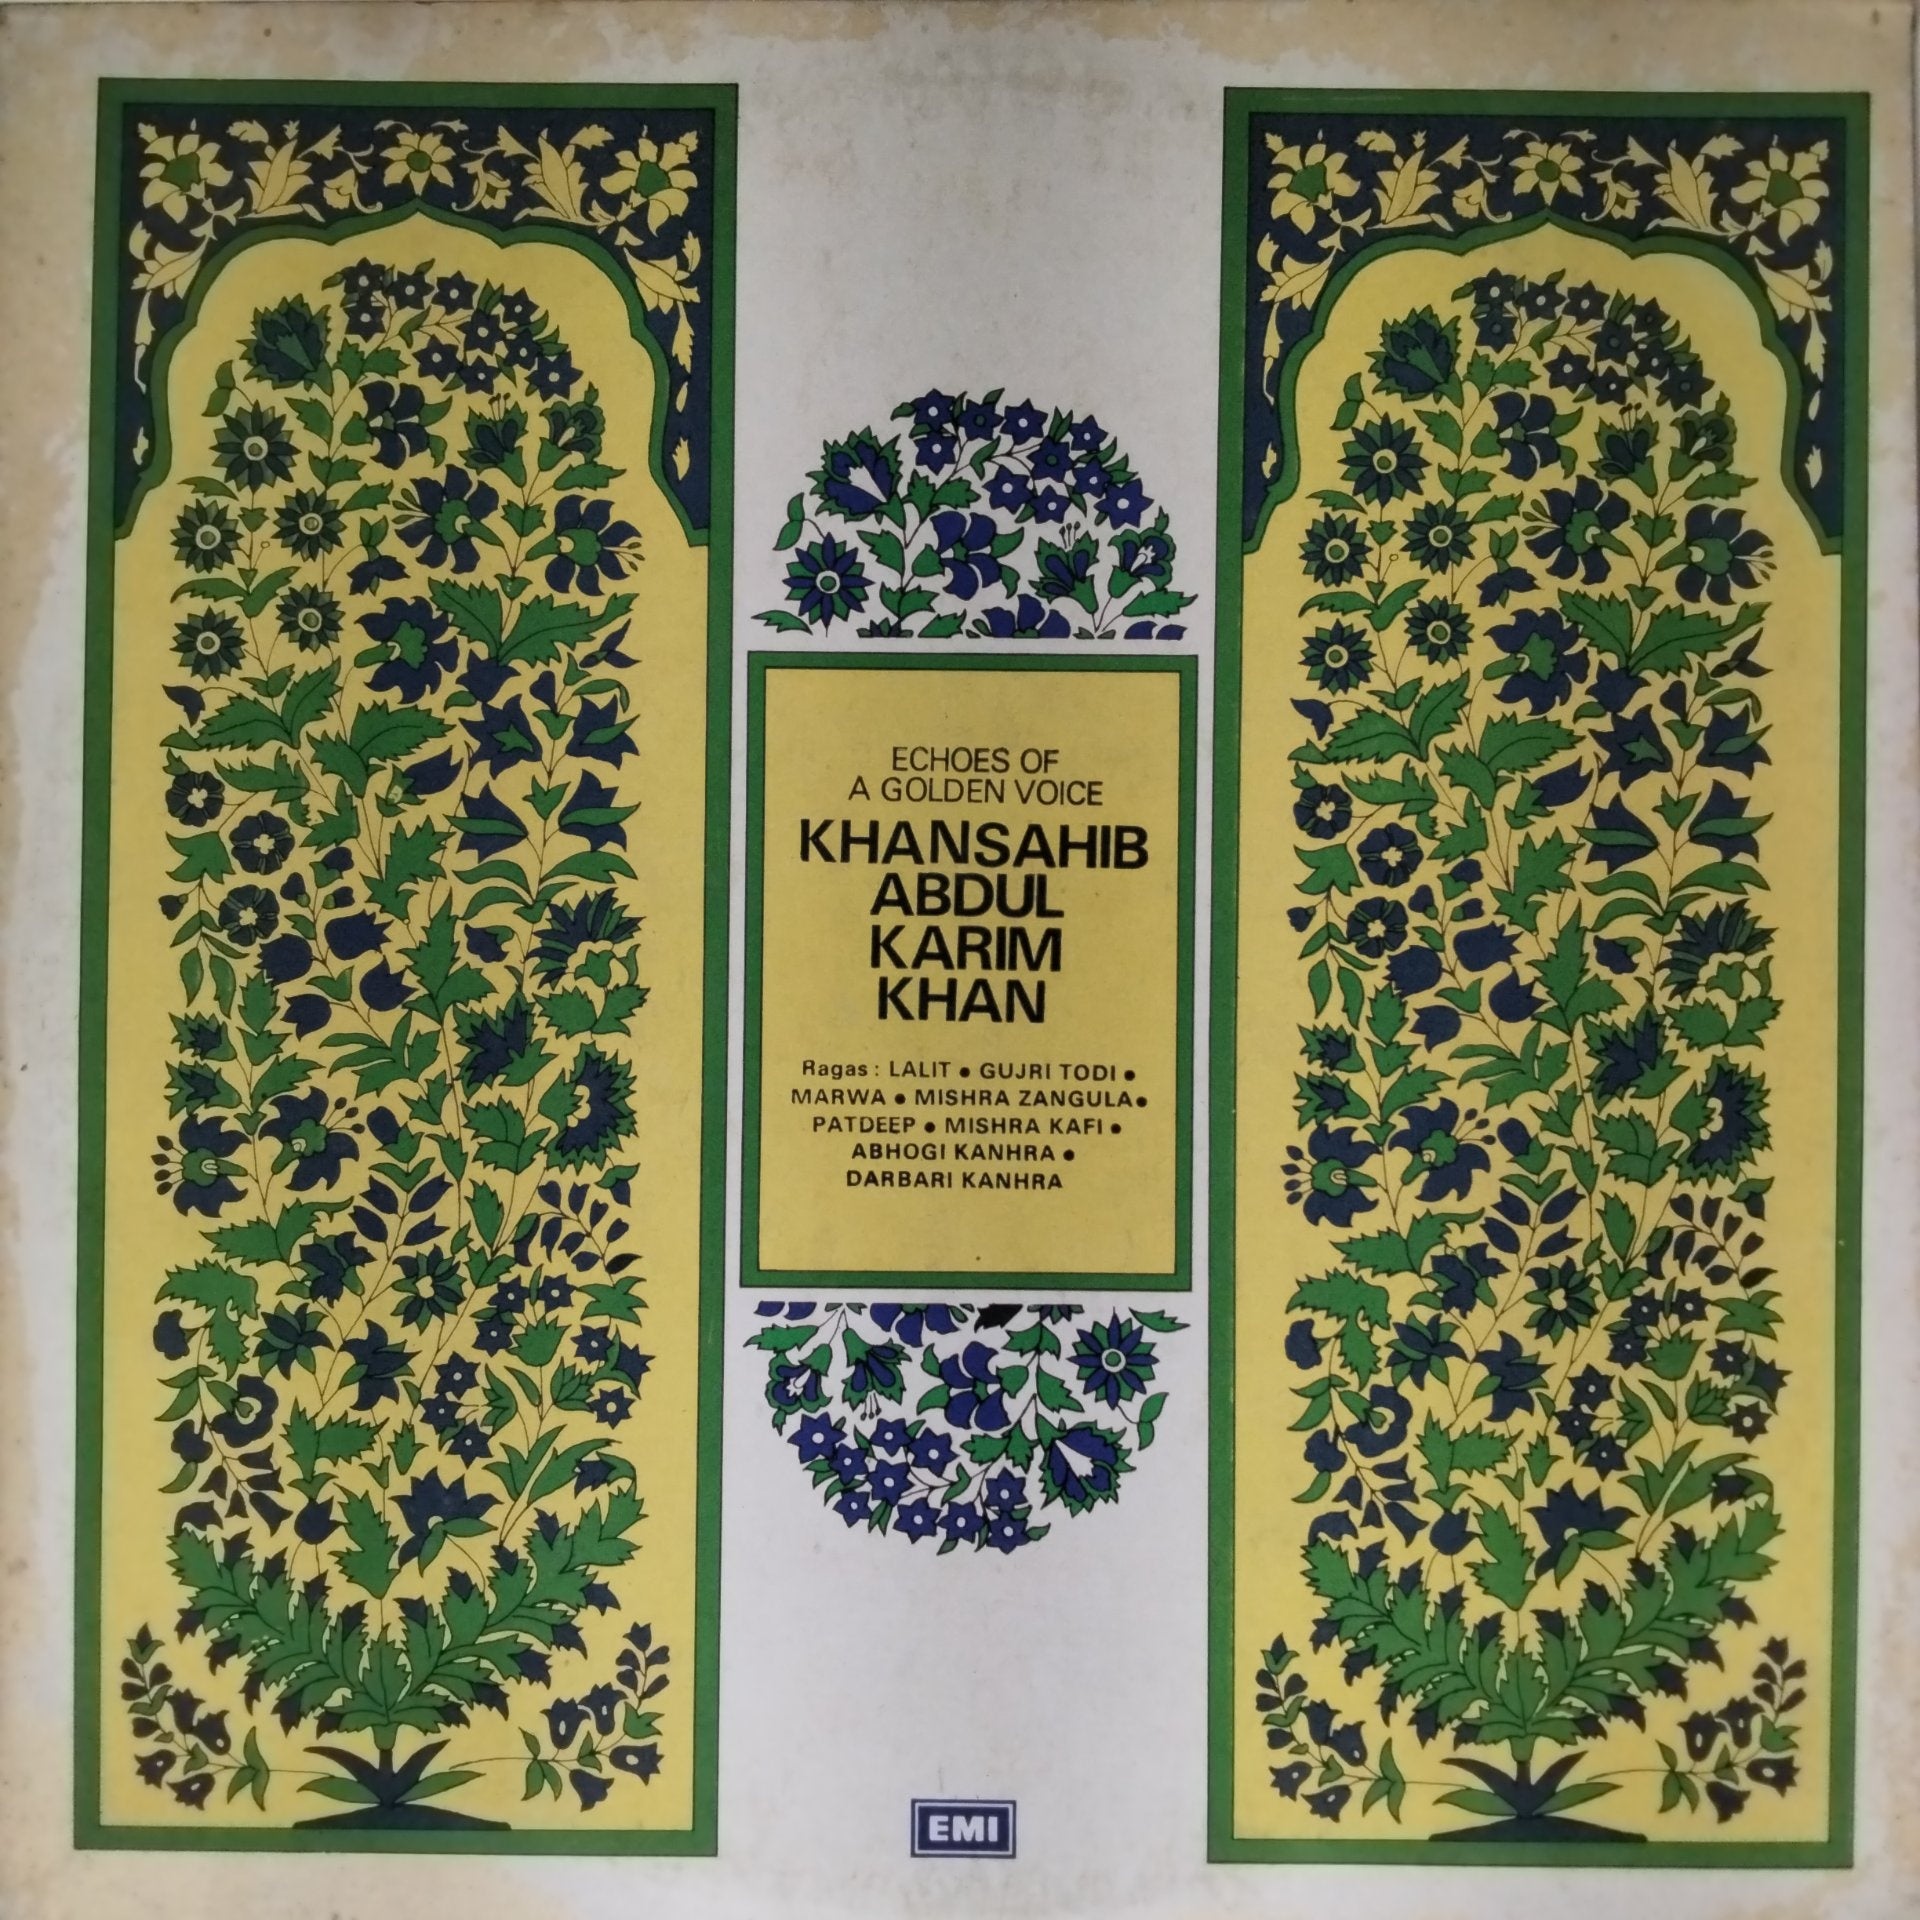 ECHOES OF
A GOLDEN VOICE
KHANSAHIB
ABDUL
KARIM
KHAN
Ragas : LALIT • GUJRI TODI •
MARWA • MISHRA ZANGULA •
PATDEEP • MISHRA KAFI •
ABHOGI KANHRA •
DARBARI KANHRA
EMI